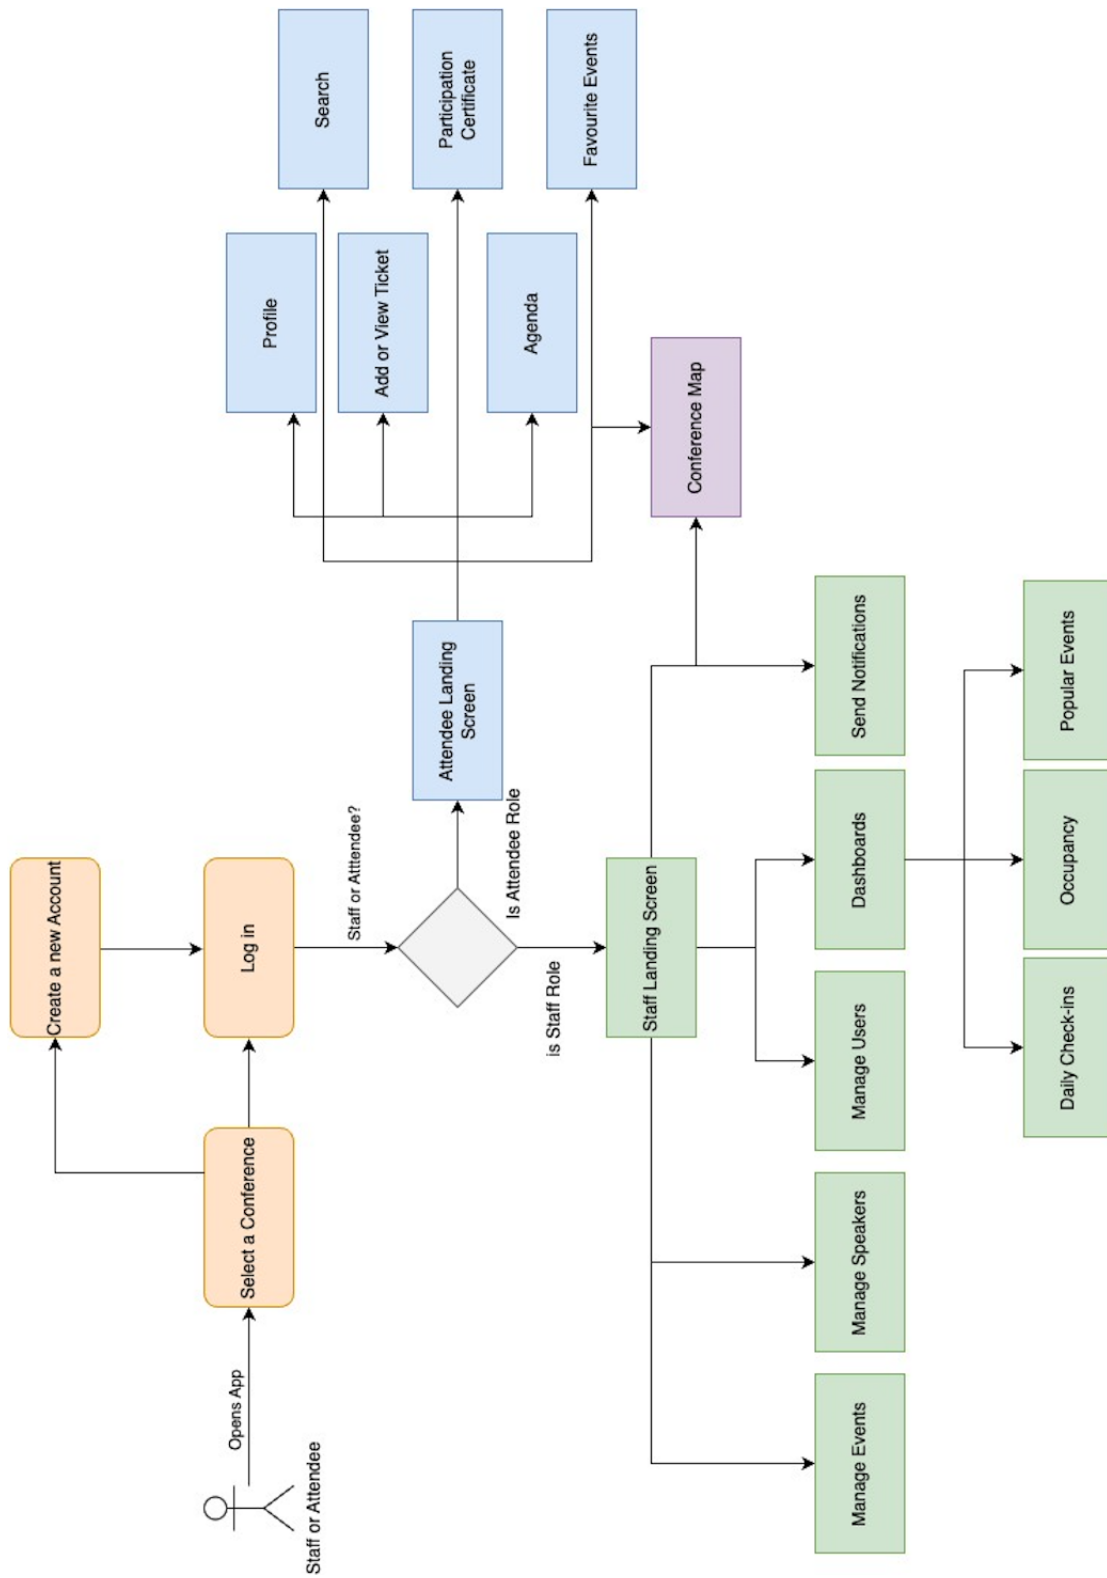 Staff or Attendee
Opens App
Select a Conference
Create a new Account
Log in
Staff or Atttendee?
Is Attendee Role
is Staff Role
Attendee Landing
Screen
Profile
Search
Add or View Ticket
Participation
Certificate
Agenda
Favourite Events
Conference Map
Staff Landing Screen
Manage Events
Manage Speakers
Manage Users
Dashboards
Send Notifications
Daily Check-ins
Occupancy
Popular Events